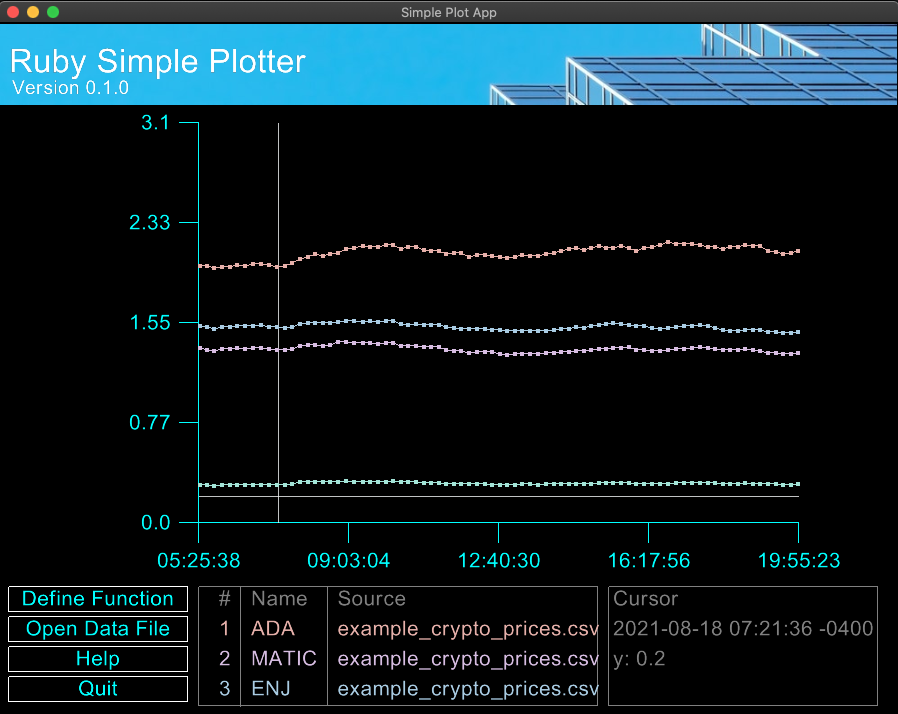 Simple Plot App
Ruby Simple Plotter
Version 0.1.0
3.1
2.33
1.55
0.77
0.0
05:25:38 09:03:04 12:40:30 16:17:56 19:55:23
Define Function
Open Data File
Help
Quit
# Name Source
1 ADA example_crypto_prices.csv
2 MATIC example_crypto_prices.csv
3 ENJ example_crypto_prices.csv
Cursor
2021-08-18 07:21:36 -0400
y: 0.2